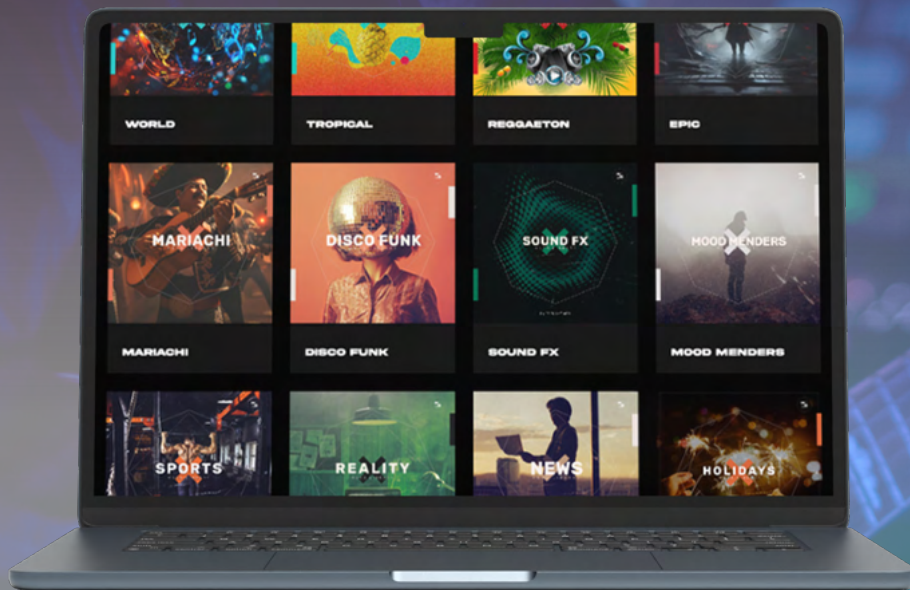 WORLD
TROPICAL
REGGAETON
EPIC
MARIACHI
DISCO FUNK
SOUND FX
MOOD MENDERS
MARIACHI
DISCO FUNK
SOUND FX
MOOD MENDERS
SPORTS
REALITY
NEWS
HOLIDAYS